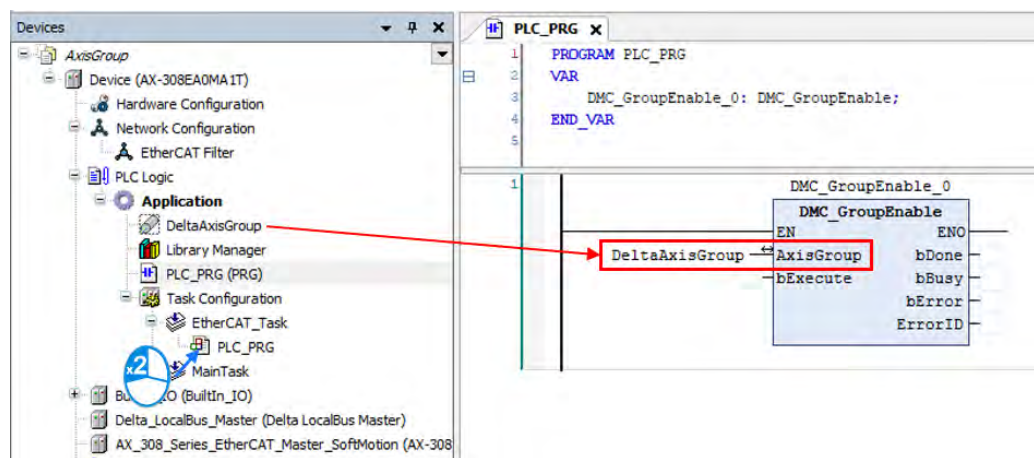 Devices
AxisGroup
Device (AX-308EA0MA1T)
Hardware Configuration
Network Configuration
EtherCAT Filter
PLC Logic
Application
DeltaAxisGroup
Library Manager
PLC_PRG (PRG)
Task Configuration
EtherCAT_Task
PLC_PRG
x2
MainTask
IO (BuiltIn_IO)
Delta_LocalBus_Master (Delta LocalBus Master)
AX_308_Series_EtherCAT_Master_SoftMotion (AX-308
PLC_PRG X
1 PROGRAM PLC_PRG
2 VAR
3 DMC_GroupEnable_0: DMC_GroupEnable;
4 END_VAR
5
1
DMC_GroupEnable_0
DMC_GroupEnable
EN ENO
DeltaAxisGroup AxisGroup bDone
bExecute bBusy
bError
ErrorID